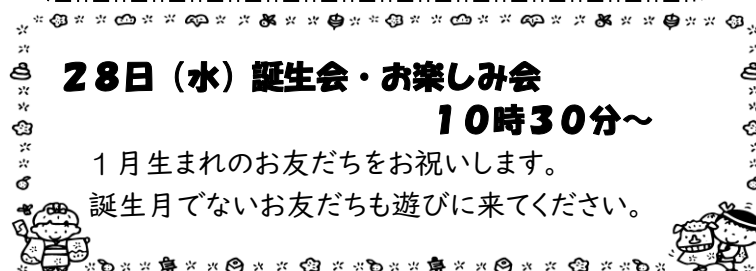 ２８日（水）誕生会・お楽しみ会
１０時３０分～
１月生まれのお友だちをお祝いします。
誕生月でないお友だちも遊びに来てください。